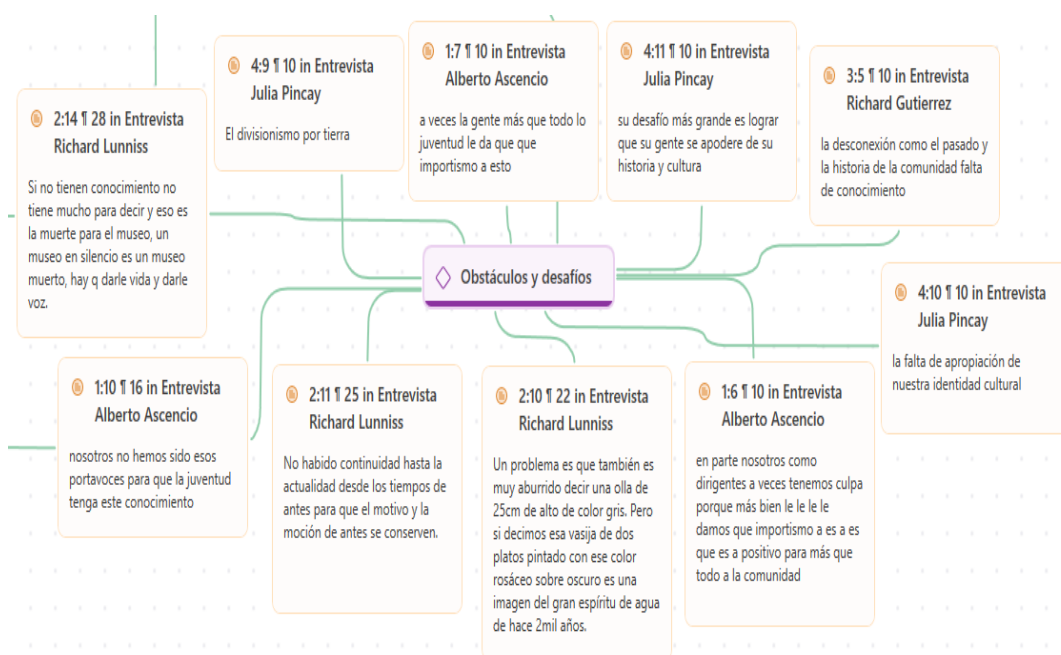 4:9 ¶ 10 in Entrevista
Julia Pincay
El divisionismo por tierra
1:7 ¶ 10 in Entrevista
Alberto Ascencio
a veces la gente más que todo lo
juventud le da que que
importismo a esto
4:11 ¶ 10 in Entrevista
Julia Pincay
su desafío más grande es lograr
que su gente se apodere de su
historia y cultura
3:5 ¶ 10 in Entrevista
Richard Gutierrez
la desconexión como el pasado y
la historia de la comunidad falta
de conocimiento
2:14 ¶ 28 in Entrevista
Richard Lunniss
Si no tienen conocimiento no
tiene mucho para decir y eso es
la muerte para el museo, un
museo en silencio es un museo
muerto, hay q darle vida y darle
voz.
Obstáculos y desafíos
4:10 ¶ 10 in Entrevista
Julia Pincay
la falta de apropiación de
nuestra identidad cultural
1:10 ¶ 16 in Entrevista
Alberto Ascencio
nosotros no hemos sido esos
portavoces para que la juventud
tenga este conocimiento
2:11 ¶ 25 in Entrevista
Richard Lunniss
No habido continuidad hasta la
actualidad desde los tiempos de
antes para que el motivo y la
moción de antes se conserven.
2:10 ¶ 22 in Entrevista
Richard Lunniss
Un problema es que también es
muy aburrido decir una olla de
25cm de alto de color gris. Pero
si decimos esa vasija de dos
platos pintado con ese color
rosáceo sobre oscuro es una
imagen del gran espíritu de agua
de hace 2mil años.
1:6 ¶ 10 in Entrevista
Alberto Ascencio
en parte nosotros como
dirigentes a veces tenemos culpa
porque más bien le le le le
damos que importismo a es a es
que es a positivo para más que
todo a la comunidad